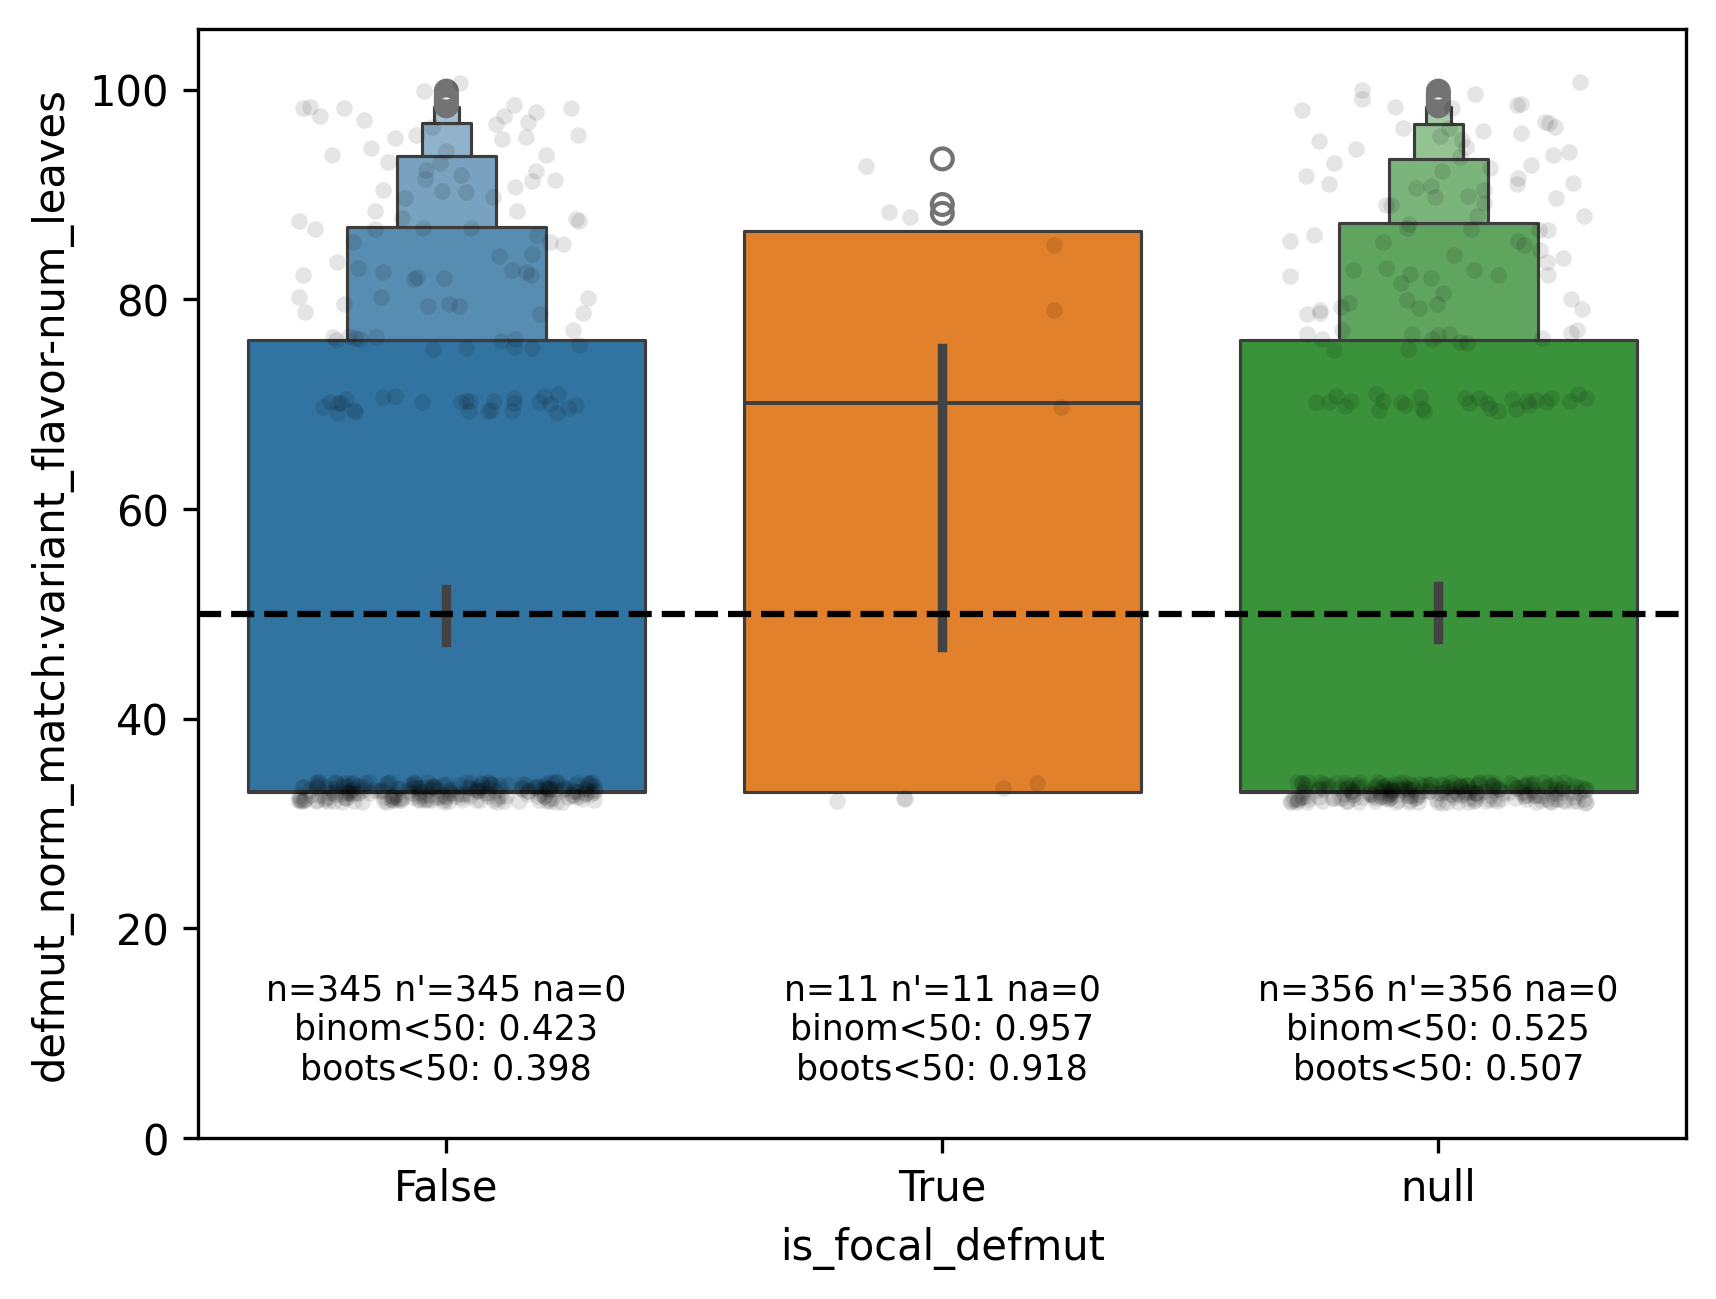 defmut_norm_match:variant_flavor-num_leaves
100
80
60
40
20
0
n=345 n'=345 na=0
binom<50: 0.423
boots<50: 0.398
n=11 n'=11 na=0
binom<50: 0.957
boots<50: 0.918
n=356 n'=356 na=0
binom<50: 0.525
boots<50: 0.507
False
True
null
is_focal_defmut